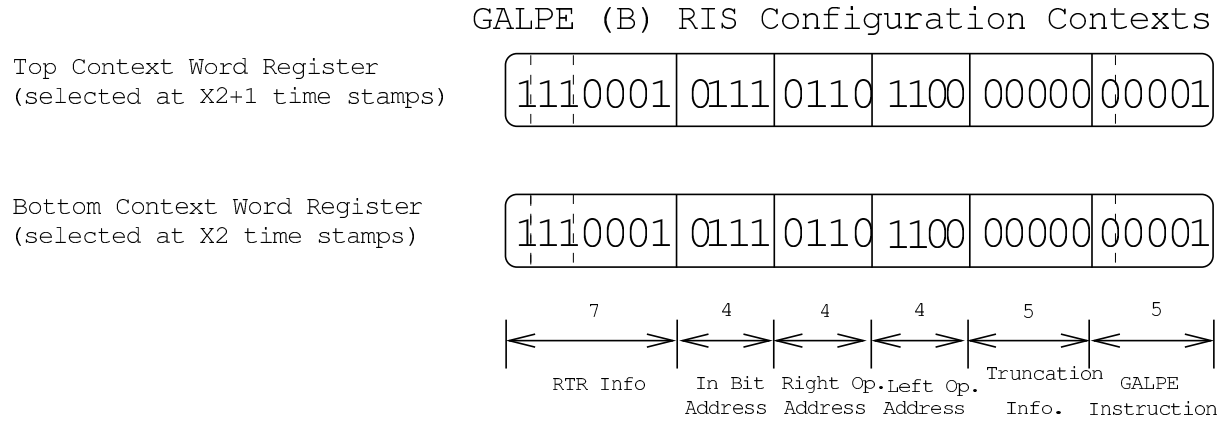 GALPE (B) RIS Configuration Contexts
Top Context Word Register
(selected at X2+1 time stamps)
1110001 0111 0110 1100 00000 00001
Bottom Context Word Register
(selected at X2 time stamps)
1110001 0111 0110 1100 00000 00001
7 4 4 4 5 5
RTR Info In Bit Right Op. Left Op. Truncation GALPE
Address Address Address Info. Instruction